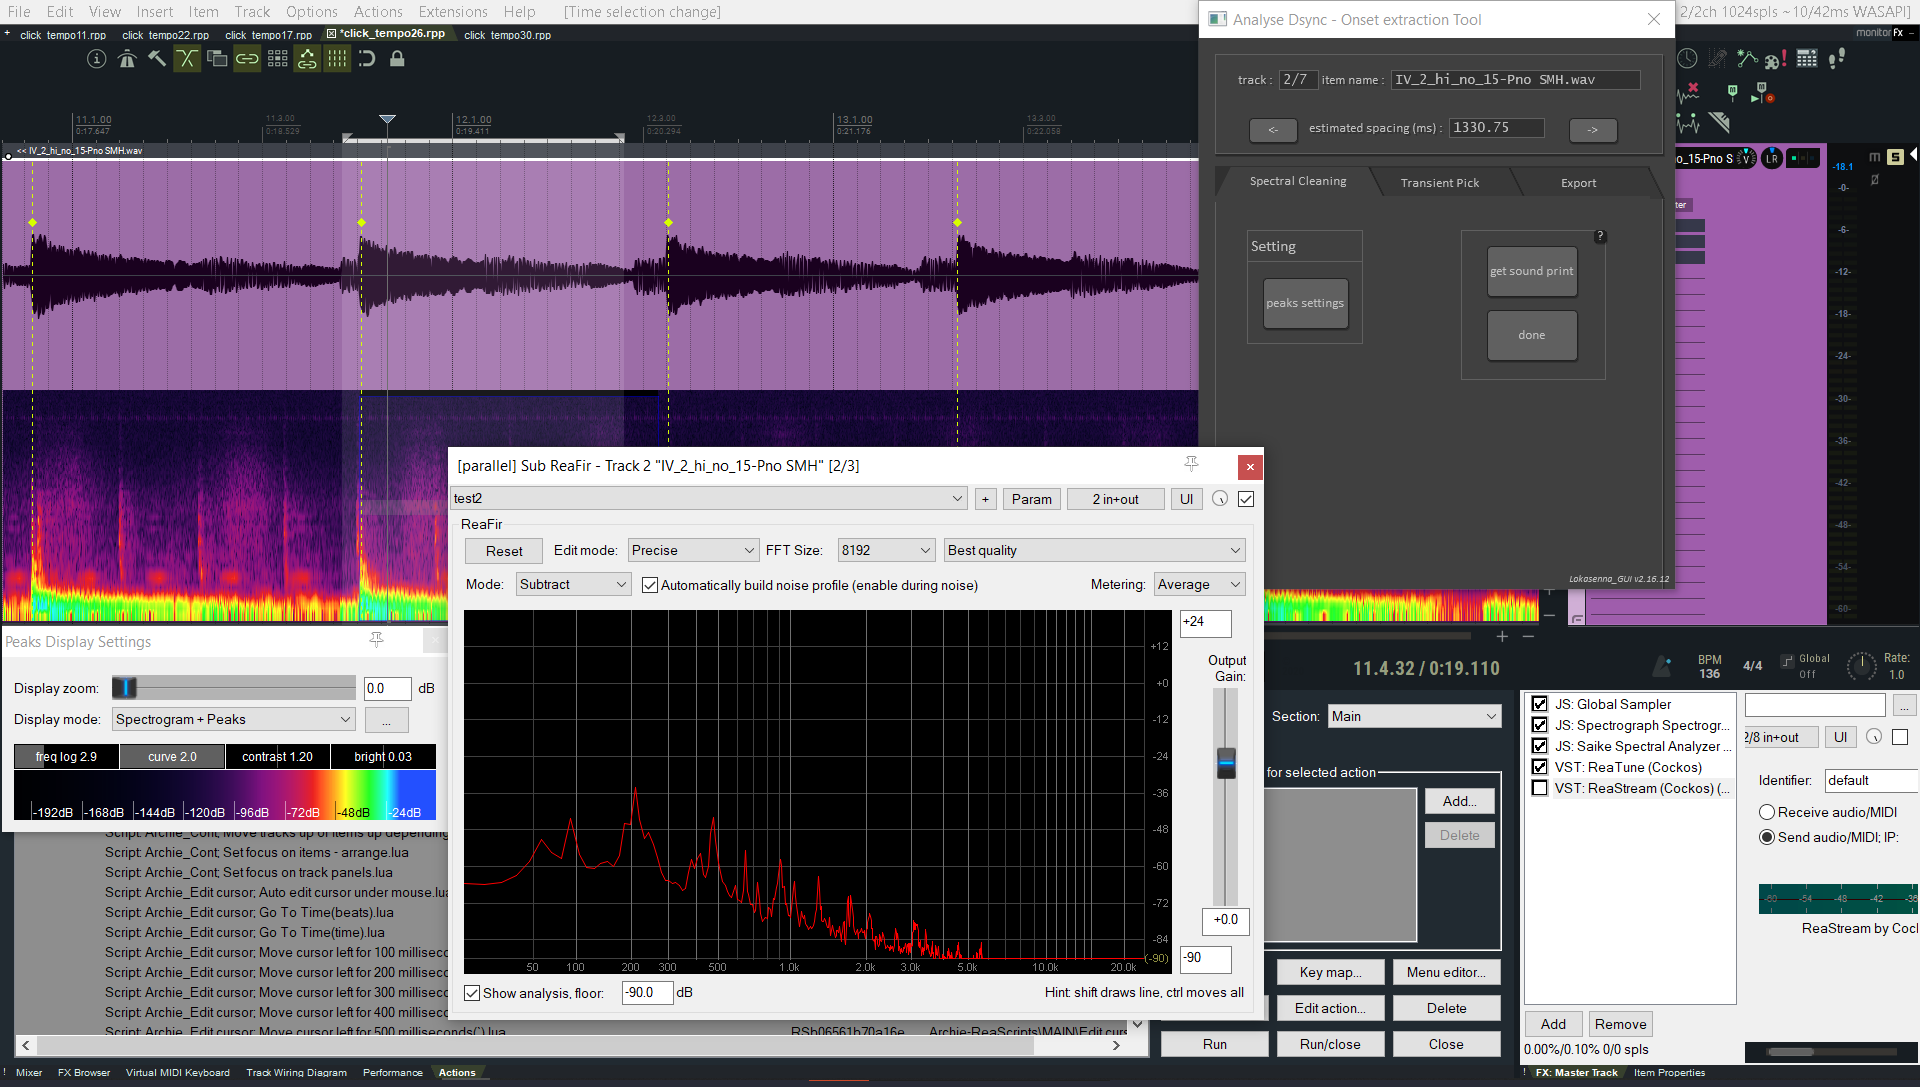 File Edit View Insert Item Track Options Actions Extensions Help [Time selection change]
2/2ch 1024spls ~10/42ms WASAPI]
click_tempo11.rpp click_tempo22.rpp click_tempo17.rpp *click_tempo26.rpp click_tempo30.rpp
monitor FX
11.1.00
0:17.647
11.3.00
0:18.529
12.1.00
0:19.411
12.3.00
0:20.294
13.1.00
0:21.176
13.3.00
0:22.058
<< IV_2_hi_no_15-Pno SMH.wav
Analyse Dsync - Onset extraction Tool
track : 2/7 item name : IV_2_hi_no_15-Pno SMH.wav
<- estimated spacing (ms) : 1330.75 ->
Spectral Cleaning Transient Pick Export
Setting
peaks settings
?
get sound print
done
Lokasenna_GUI v2.16.12
o_15-Pno S V LR
-18.1 m S
-0-
-6-
-12-
-18-
-24-
-30-
-36-
-42-
-48-
-54-
-60-
[parallel] Sub ReaFir - Track 2 "IV_2_hi_no_15-Pno SMH" [2/3]
test2 + Param 2 in+out UI
ReaFir
Reset Edit mode: Precise FFT Size: 8192 Best quality
Mode: Subtract Automatically build noise profile (enable during noise) Metering: Average
+24
Output
Gain:
+0.0
-90
+12
+0
-12
-24
-36
-48
-60
-72
-84
(-90)
50 100 200 300 500 1.0k 2.0k 3.0k 5.0k 10.0k 20.0k
Show analysis, floor: -90.0 dB Hint: shift draws line, ctrl moves all
Peaks Display Settings
Display zoom: 0.0 dB
Display mode: Spectrogram + Peaks ...
freq log 2.9 curve 2.0 contrast 1.20 bright 0.03
-192dB -168dB -144dB -120dB -96dB -72dB -48dB -24dB
Script: Archie_Cont; Move tracks up or items up depending
Script: Archie_Cont; Set focus on items - arrange.lua
Script: Archie_Cont; Set focus on track panels.lua
Script: Archie_Edit cursor; Auto edit cursor under mouse.lua
Script: Archie_Edit cursor; Go To Time(beats).lua
Script: Archie_Edit cursor; Go To Time(time).lua
Script: Archie_Edit cursor; Move cursor left for 100 millisec
Script: Archie_Edit cursor; Move cursor left for 200 millisec
Script: Archie_Edit cursor; Move cursor left for 300 millisec
Script: Archie_Edit cursor; Move cursor left for 400 millisec
Script: Archie_Edit cursor; Move cursor left for 500 milliseconds(`).lua RSb06561b70a16e Archie-ReaScripts\MAIN\Edit curs
11.4.32 / 0:19.110
BPM
136
4/4
Global
Off
Rate:
1.0
Section: Main
for selected action
Add...
Delete
Key map... Menu editor...
Edit action... Delete
Run Run/close Close
JS: Global Sampler
JS: Spectrograph Spectrogr...
JS: Saike Spectral Analyzer ...
VST: ReaTune (Cockos)
VST: ReaStream (Cockos) (...
Add Remove
0.00%/0.10% 0/0 spls
...
2/8 in+out UI
Identifier: default
Receive audio/MIDI
Send audio/MIDI; IP:
-60 -54 -48 -42 -36
ReaStream by Cocl
! Mixer FX Browser Virtual MIDI Keyboard Track Wiring Diagram Performance Actions
! FX: Master Track Item Properties